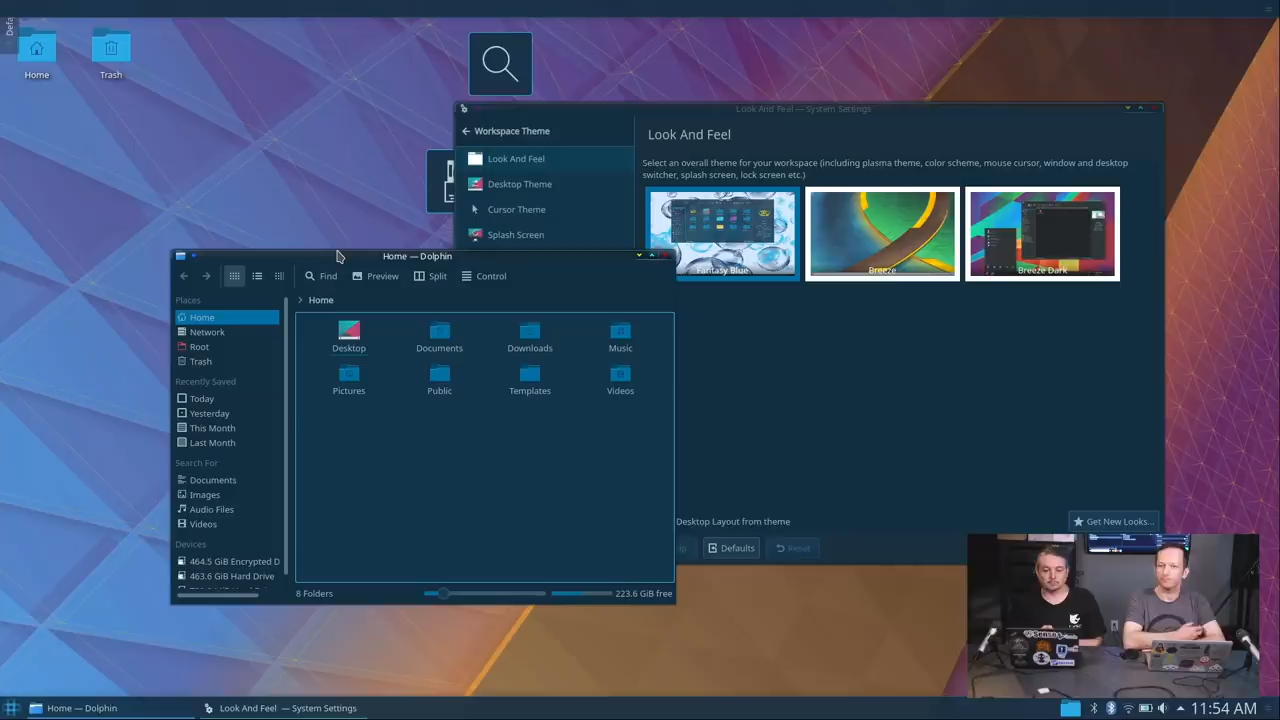 Defa
Home
Trash
Look And Feel — System Settings
Workspace Theme
Look And Feel
Desktop Theme
Cursor Theme
Splash Screen
Look And Feel
Select an overall theme for your workspace (including plasma theme, color scheme, mouse cursor, window and desktop
switcher, splash screen, lock screen etc.)
Fantasy Blue
Breeze
Breeze Dark
Desktop Layout from theme
Get New Looks...
Defaults
Reset
Home — Dolphin
Find
Preview
Split
Control
Places
Home
Network
Root
Trash
Recently Saved
Today
Yesterday
This Month
Last Month
Search For
Documents
Images
Audio Files
Videos
Devices
464.5 GiB Encrypted D
463.6 GiB Hard Drive
Home
Desktop
Documents
Downloads
Music
Pictures
Public
Templates
Videos
8 Folders
223.6 GiB free
Home — Dolphin
Look And Feel — System Settings
11:54 AM